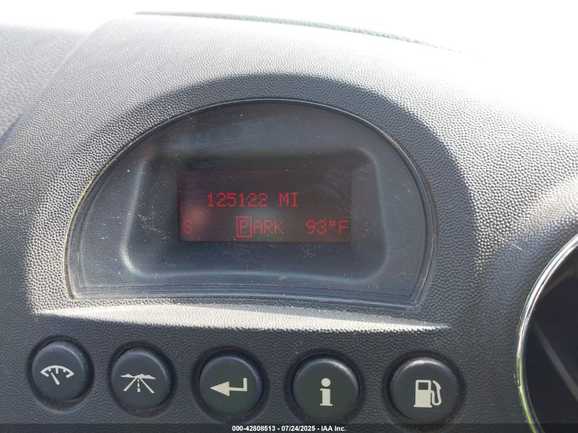 125122 MI
S PARK 93°F
000-42808513 - 07/24/2025 - IAA Inc.